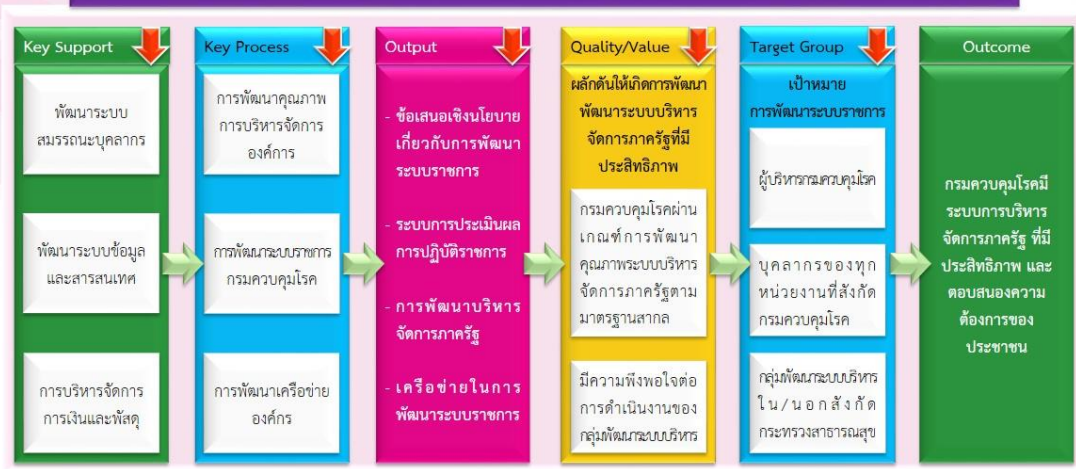 Key Support
พัฒนาระบบ
สมรรถนะบุคลากร
พัฒนาระบบข้อมูล
และสารสนเทศ
การบริหารจัดการ
การเงินและพัสดุ
Key Process
การพัฒนาคุณภาพ
การบริหารจัดการ
องค์การ
การพัฒนาระบบราชการ
กรมควบคุมโรค
การพัฒนาเครือข่าย
องค์กร
Output
- ข้อเสนอเชิงนโยบาย
เกี่ยวกับการพัฒนา
ระบบราชการ
- ระบบการประเมินผล
การปฏิบัติราชการ
- การพัฒนาบริหาร
จัดการภาครัฐ
- เครือข่ายในการ
พัฒนาระบบราชการ
Quality/Value
ผลักดันให้เกิดการพัฒนา
พัฒนาระบบบริหาร
จัดการภาครัฐที่มี
ประสิทธิภาพ
กรมควบคุมโรคผ่าน
เกณฑ์การพัฒนา
คุณภาพระบบบริหาร
จัดการภาครัฐตาม
มาตรฐานสากล
มีความพึงพอใจต่อ
การดำเนินงานของ
กลุ่มพัฒนาระบบบริหาร
Target Group
เป้าหมาย
การพัฒนาระบบราชการ
ผู้บริหารกรมควบคุมโรค
บุคลากรของทุก
หน่วยงานที่สังกัด
กรมควบคุมโรค
กลุ่มพัฒนาระบบบริหาร
ใน/นอกสังกัด
กระทรวงสาธารณสุข
Outcome
กรมควบคุมโรคมี
ระบบการบริหาร
จัดการภาครัฐ ที่มี
ประสิทธิภาพ และ
ตอบสนองความ
ต้องการของ
ประชาชน